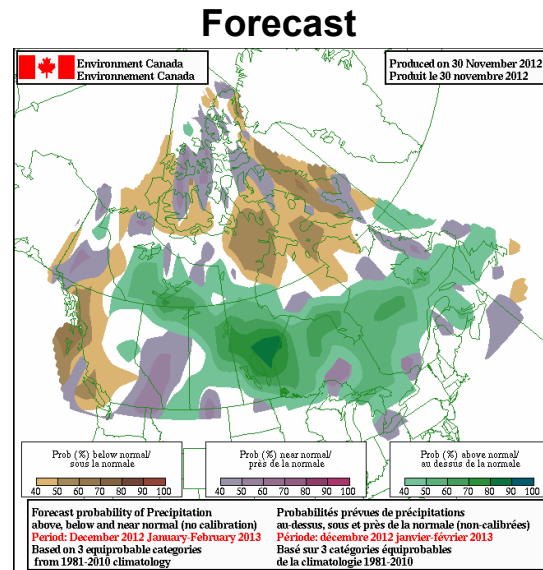 Forecast
Environment Canada
Environnement Canada
Produced on 30 November 2012
Produit le 30 novembre 2012
Prob (%) below normal/
sous la normale
40 50 60 70 80 90 100
Prob (%) near normal/
près de la normale
40 50 60 70 80 90 100
Prob (%) above normal/
au dessus de la normale
40 50 60 70 80 90 100
Forecast probability of Precipitation
above, below and near normal (no calibration)
Period: December 2012 January-February 2013
Based on 3 equiprobable categories
from 1981-2010 climatology
Probabilités prévues de précipitations
au-dessus, sous et près de la normale (non-calibrées)
Période: décembre 2012 janvier-février 2013
Basé sur 3 catégories équiprobables
de la climatologie 1981-2010